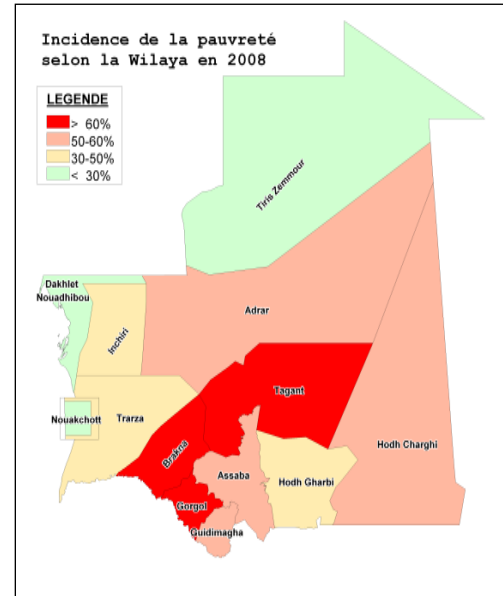 Incidence de la pauvreté
selon la Wilaya en 2008
LEGENDE
> 60%
50-60%
30-50%
< 30%
Tiris Zemmour
Dakhlet
Nouadhibou
Inchiri
Adrar
Nouakchott
Trarza
Tagant
Brakna
Assaba
Hodh Gharbi
Hodh Charghi
Gorgol
Guidimagha